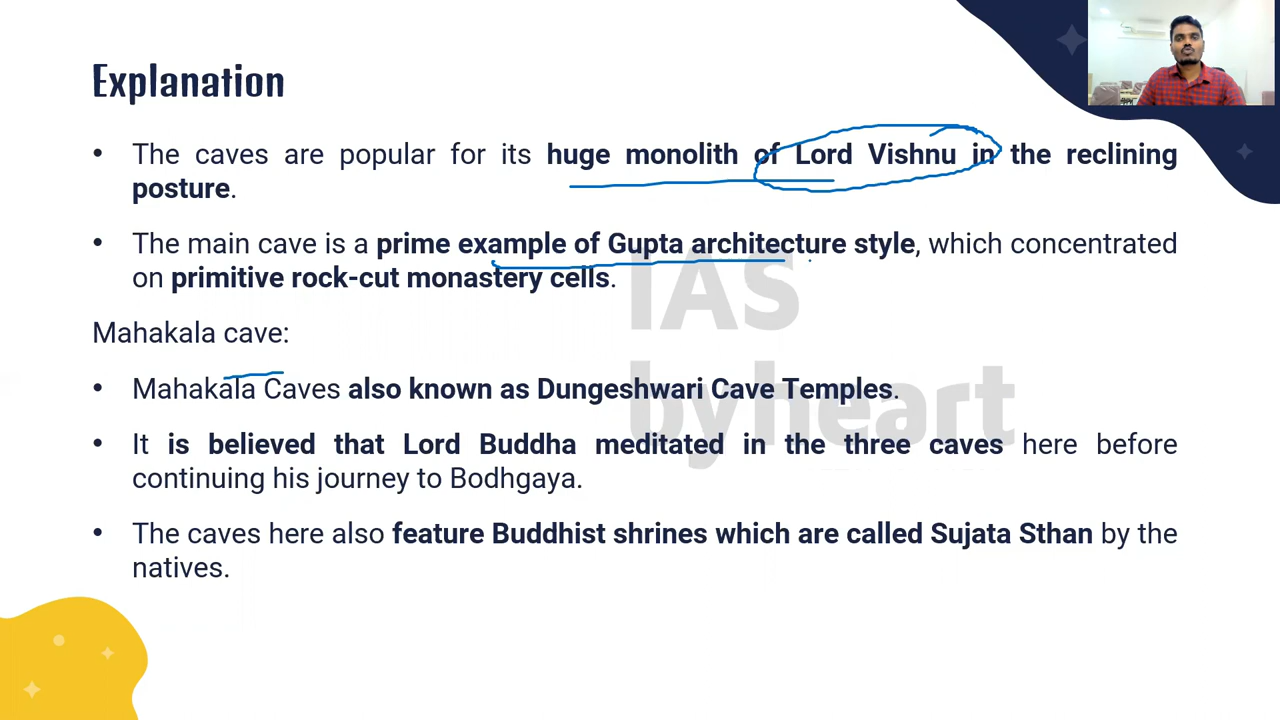 Explanation
• The caves are popular for its huge monolith of Lord Vishnu in the reclining
posture.
• The main cave is a prime example of Gupta architecture style, which concentrated
on primitive rock-cut monastery cells.
Mahakala cave:
• Mahakala Caves also known as Dungeshwari Cave Temples.
• It is believed that Lord Buddha meditated in the three caves here before
continuing his journey to Bodhgaya.
• The caves here also feature Buddhist shrines which are called Sujata Sthan by the
natives.
IAS
byheart